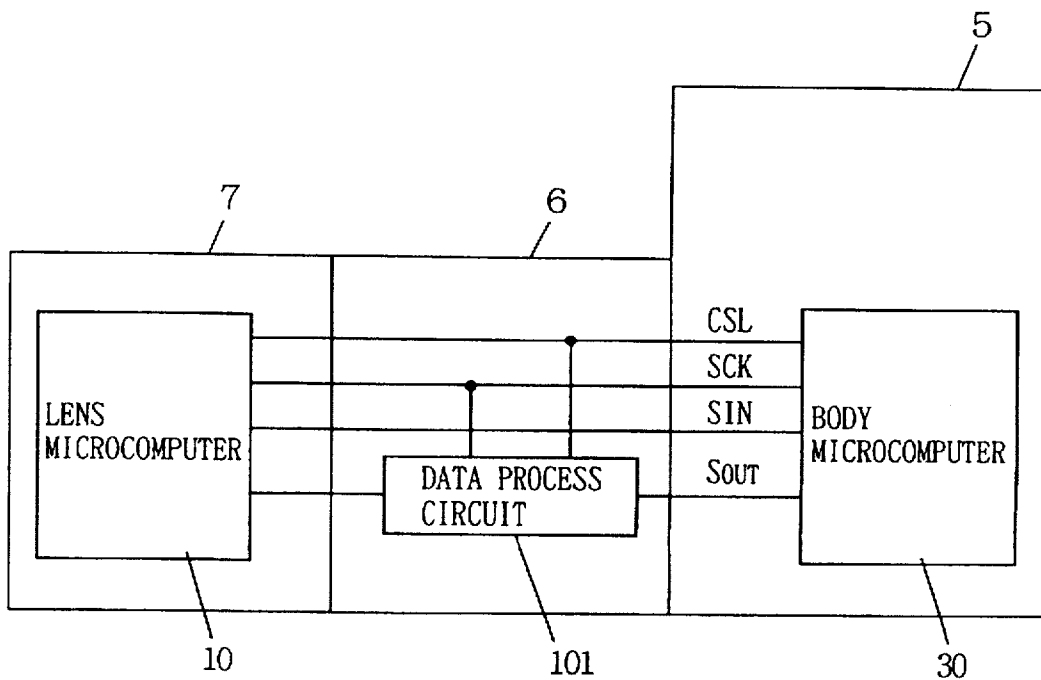 5
7
6
CSL
SCK
SIN
SOUT
LENS
MICROCOMPUTER
DATA PROCESS
CIRCUIT
BODY
MICROCOMPUTER
10
101
30